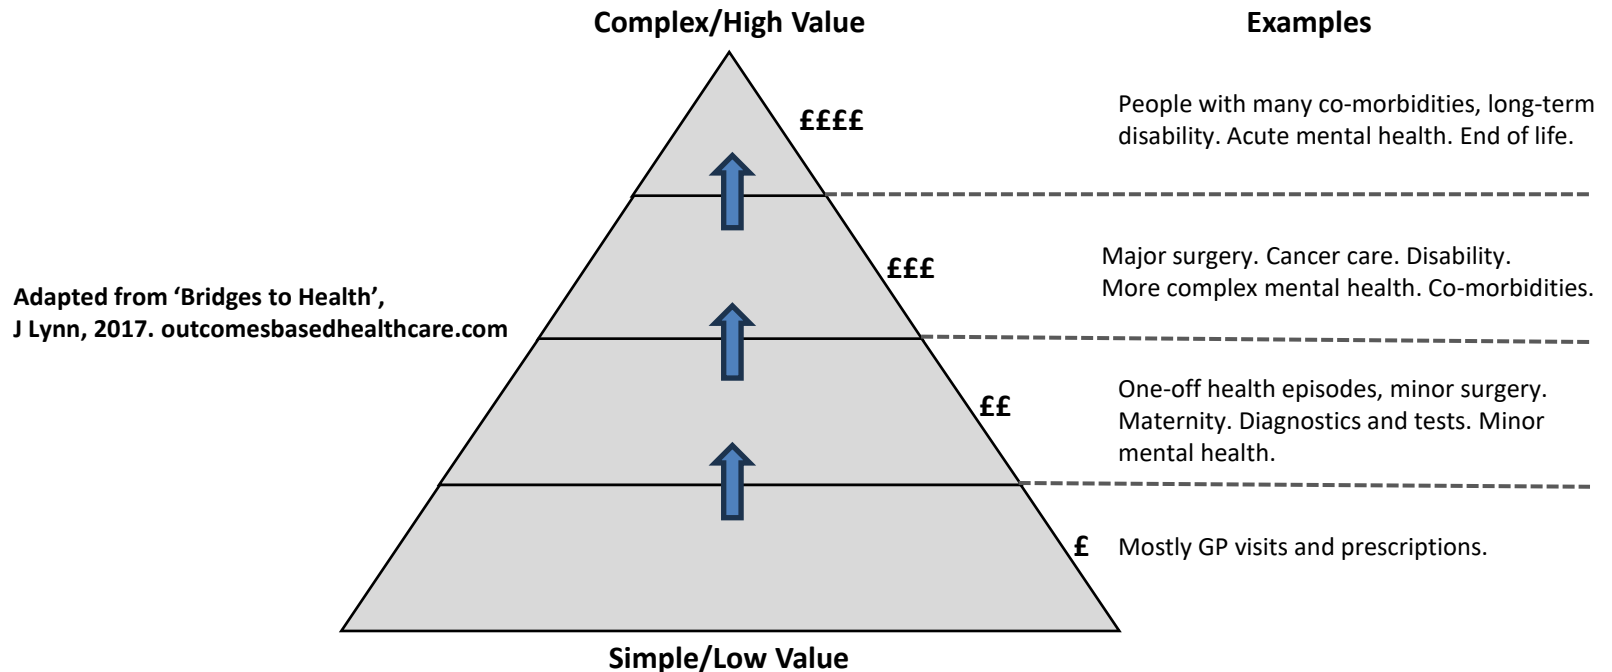 Complex/High Value
Examples
££££
People with many co-morbidities, long-term
disability. Acute mental health. End of life.
£££
Major surgery. Cancer care. Disability.
More complex mental health. Co-morbidities.
Adapted from ‘Bridges to Health’,
J Lynn, 2017. outcomesbasedhealthcare.com
££
One-off health episodes, minor surgery.
Maternity. Diagnostics and tests. Minor
mental health.
£
Mostly GP visits and prescriptions.
Simple/Low Value